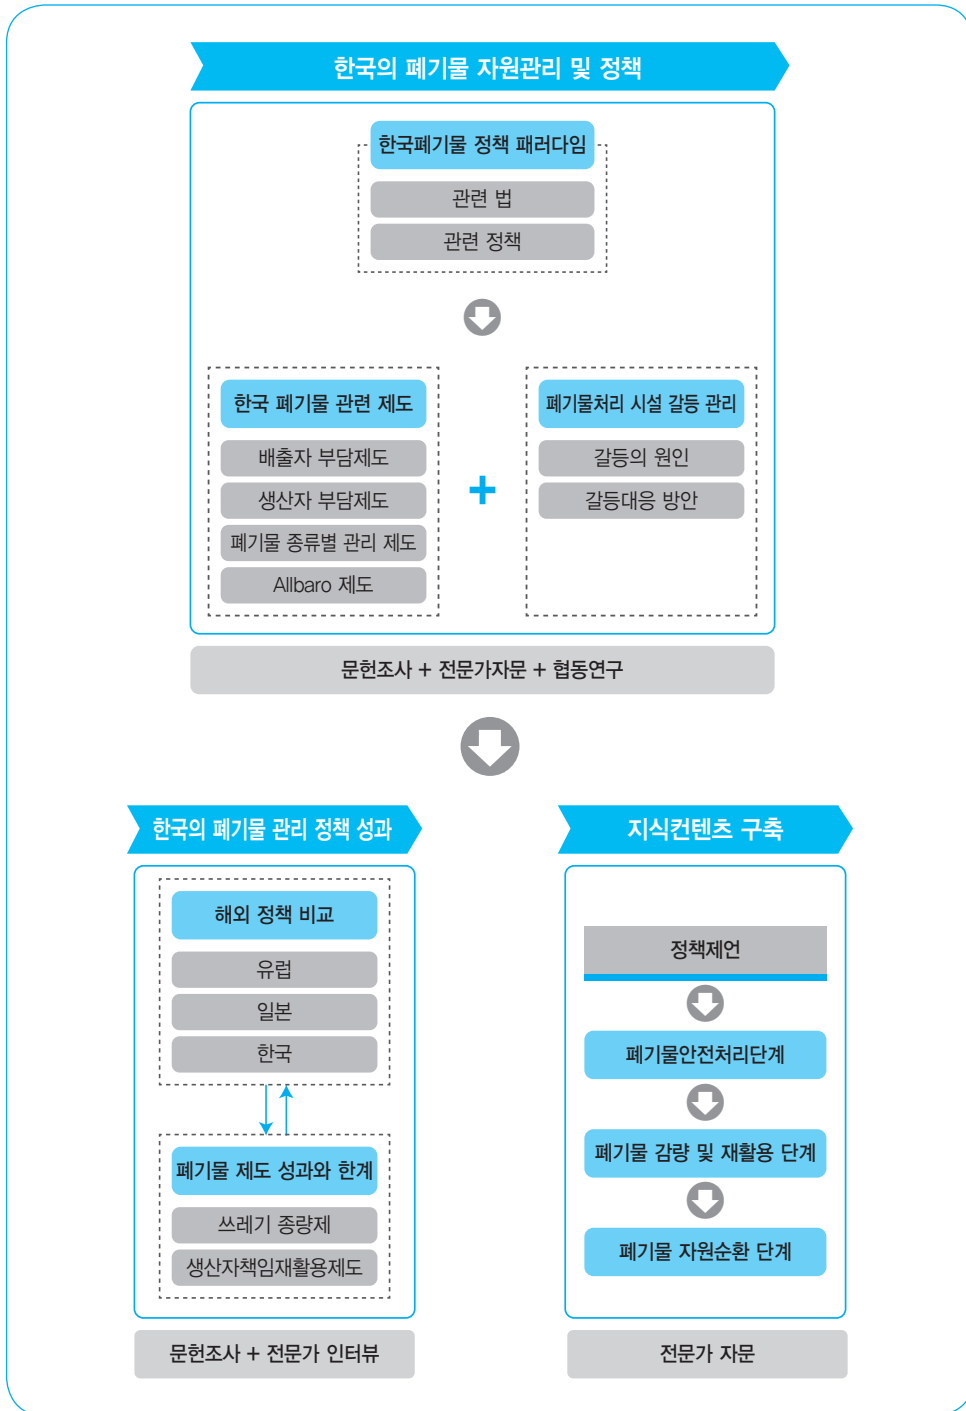 한국의 폐기물 자원관리 및 정책
한국폐기물 정책 패러다임
관련 법
관련 정책
한국 폐기물 관련 제도
배출자 부담제도
생산자 부담제도
폐기물 종류별 관리 제도
Allbaro 제도
+
폐기물처리 시설 갈등 관리
갈등의 원인
갈등대응 방안
문헌조사 + 전문가자문 + 협동연구
한국의 폐기물 관리 정책 성과
해외 정책 비교
유럽
일본
한국
폐기물 제도 성과와 한계
쓰레기 종량제
생산자책임재활용제도
문헌조사 + 전문가 인터뷰
지식컨텐츠 구축
정책제언
폐기물안전처리단계
폐기물 감량 및 재활용 단계
폐기물 자원순환 단계
전문가 자문